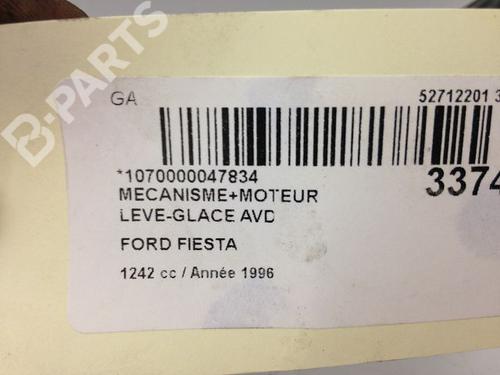 B-PARTS
GA 52712201 3
*1070000047834
3374
MECANISME+MOTEUR
LEVE-GLACE AVD
FORD FIESTA
1242 cc / Année 1996